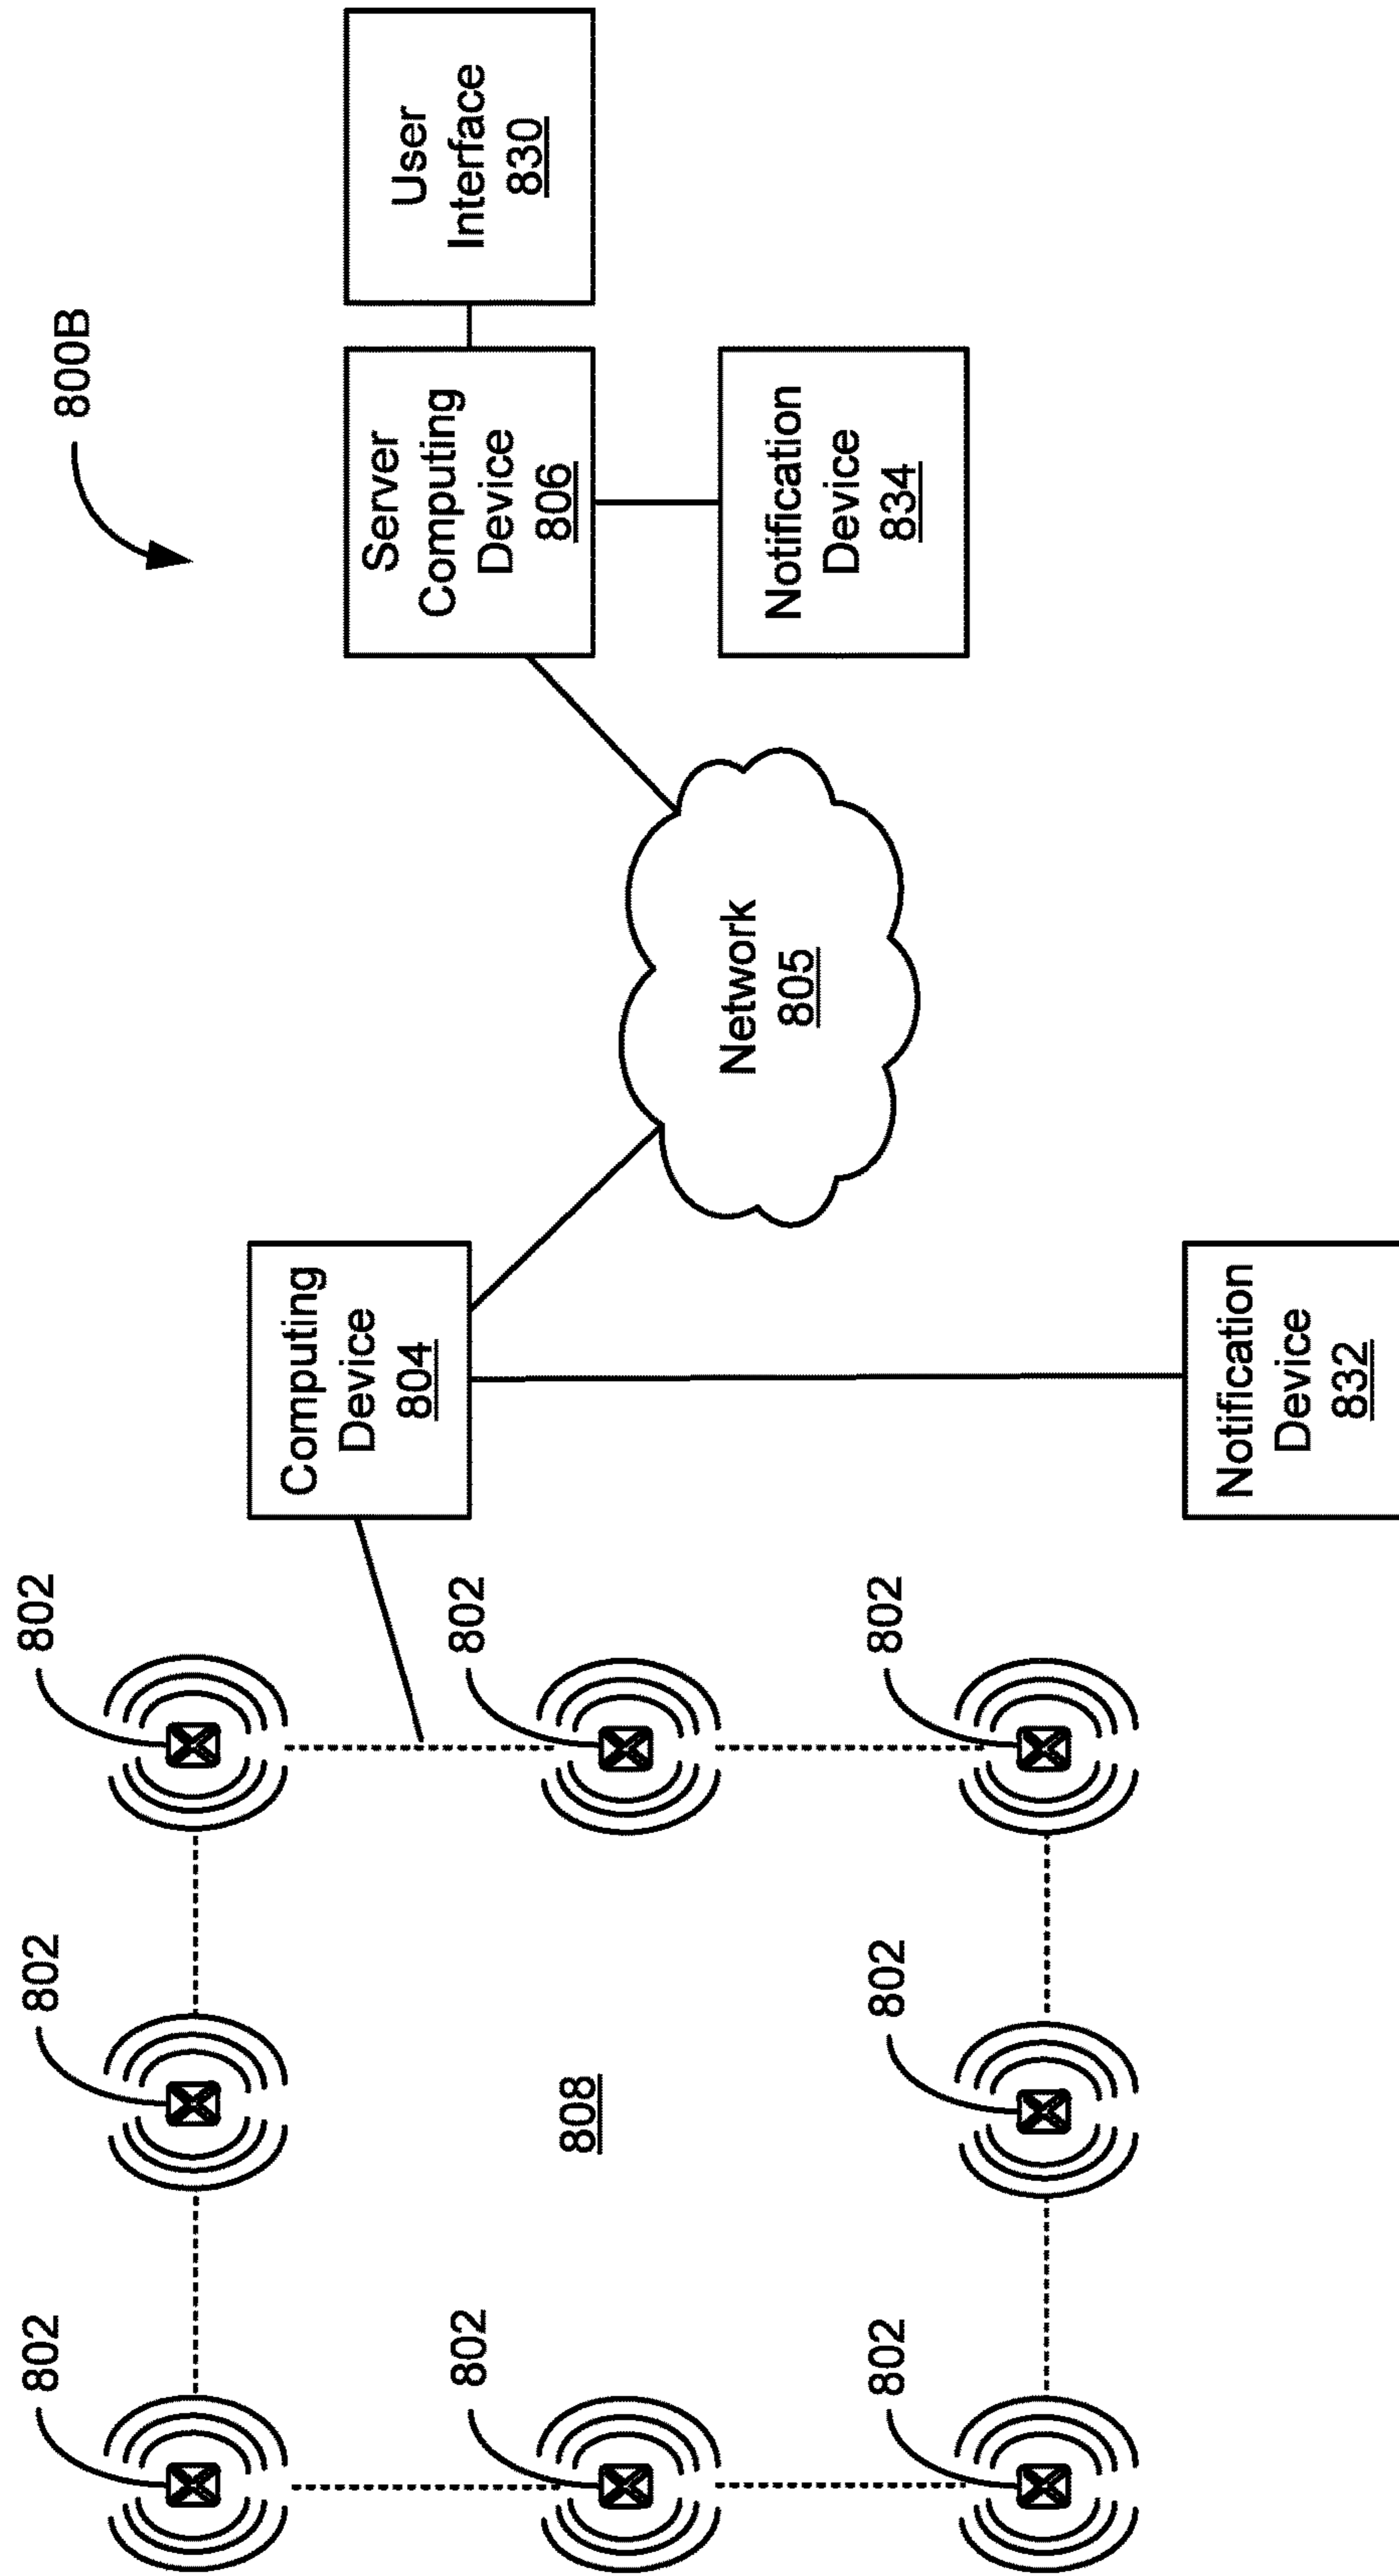 802
802
802
800B
Computing
Device
804
Server
Computing
Device
806
User
Interface
830
802
802
808
Network
805
Notification
Device
834
802
802
802
Notification
Device
832